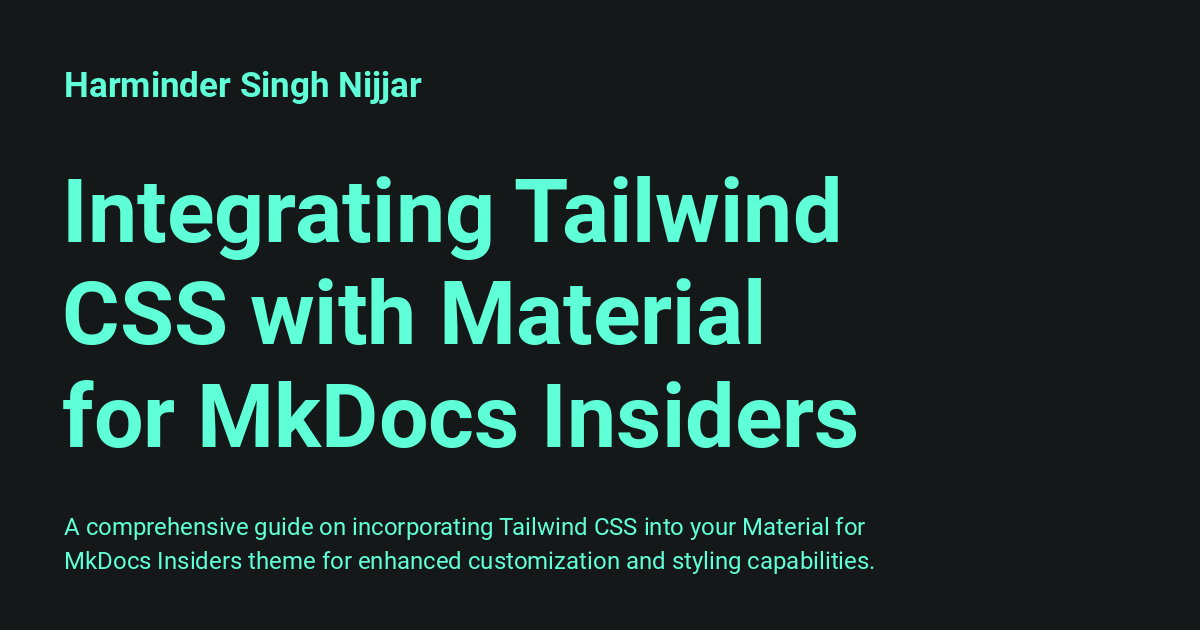 Harminder Singh Nijjar
Integrating Tailwind
CSS with Material
for MkDocs Insiders
A comprehensive guide on incorporating Tailwind CSS into your Material for
MkDocs Insiders theme for enhanced customization and styling capabilities.